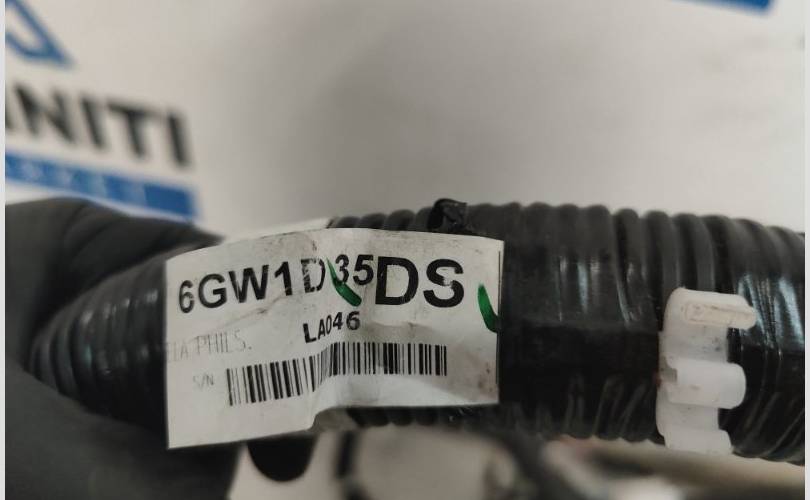 NITI
6GW1D35DS
LA046
PHILS.
S/N